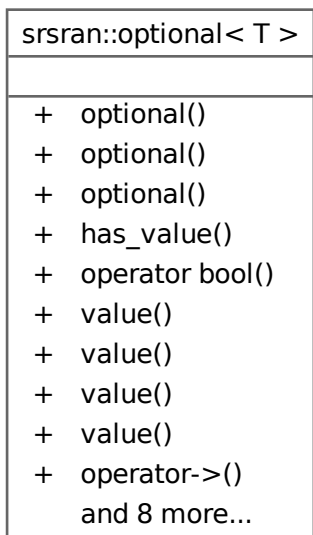 srsran::optional< T >
+ optional()
+ optional()
+ optional()
+ has_value()
+ operator bool()
+ value()
+ value()
+ value()
+ value()
+ operator->()
and 8 more...